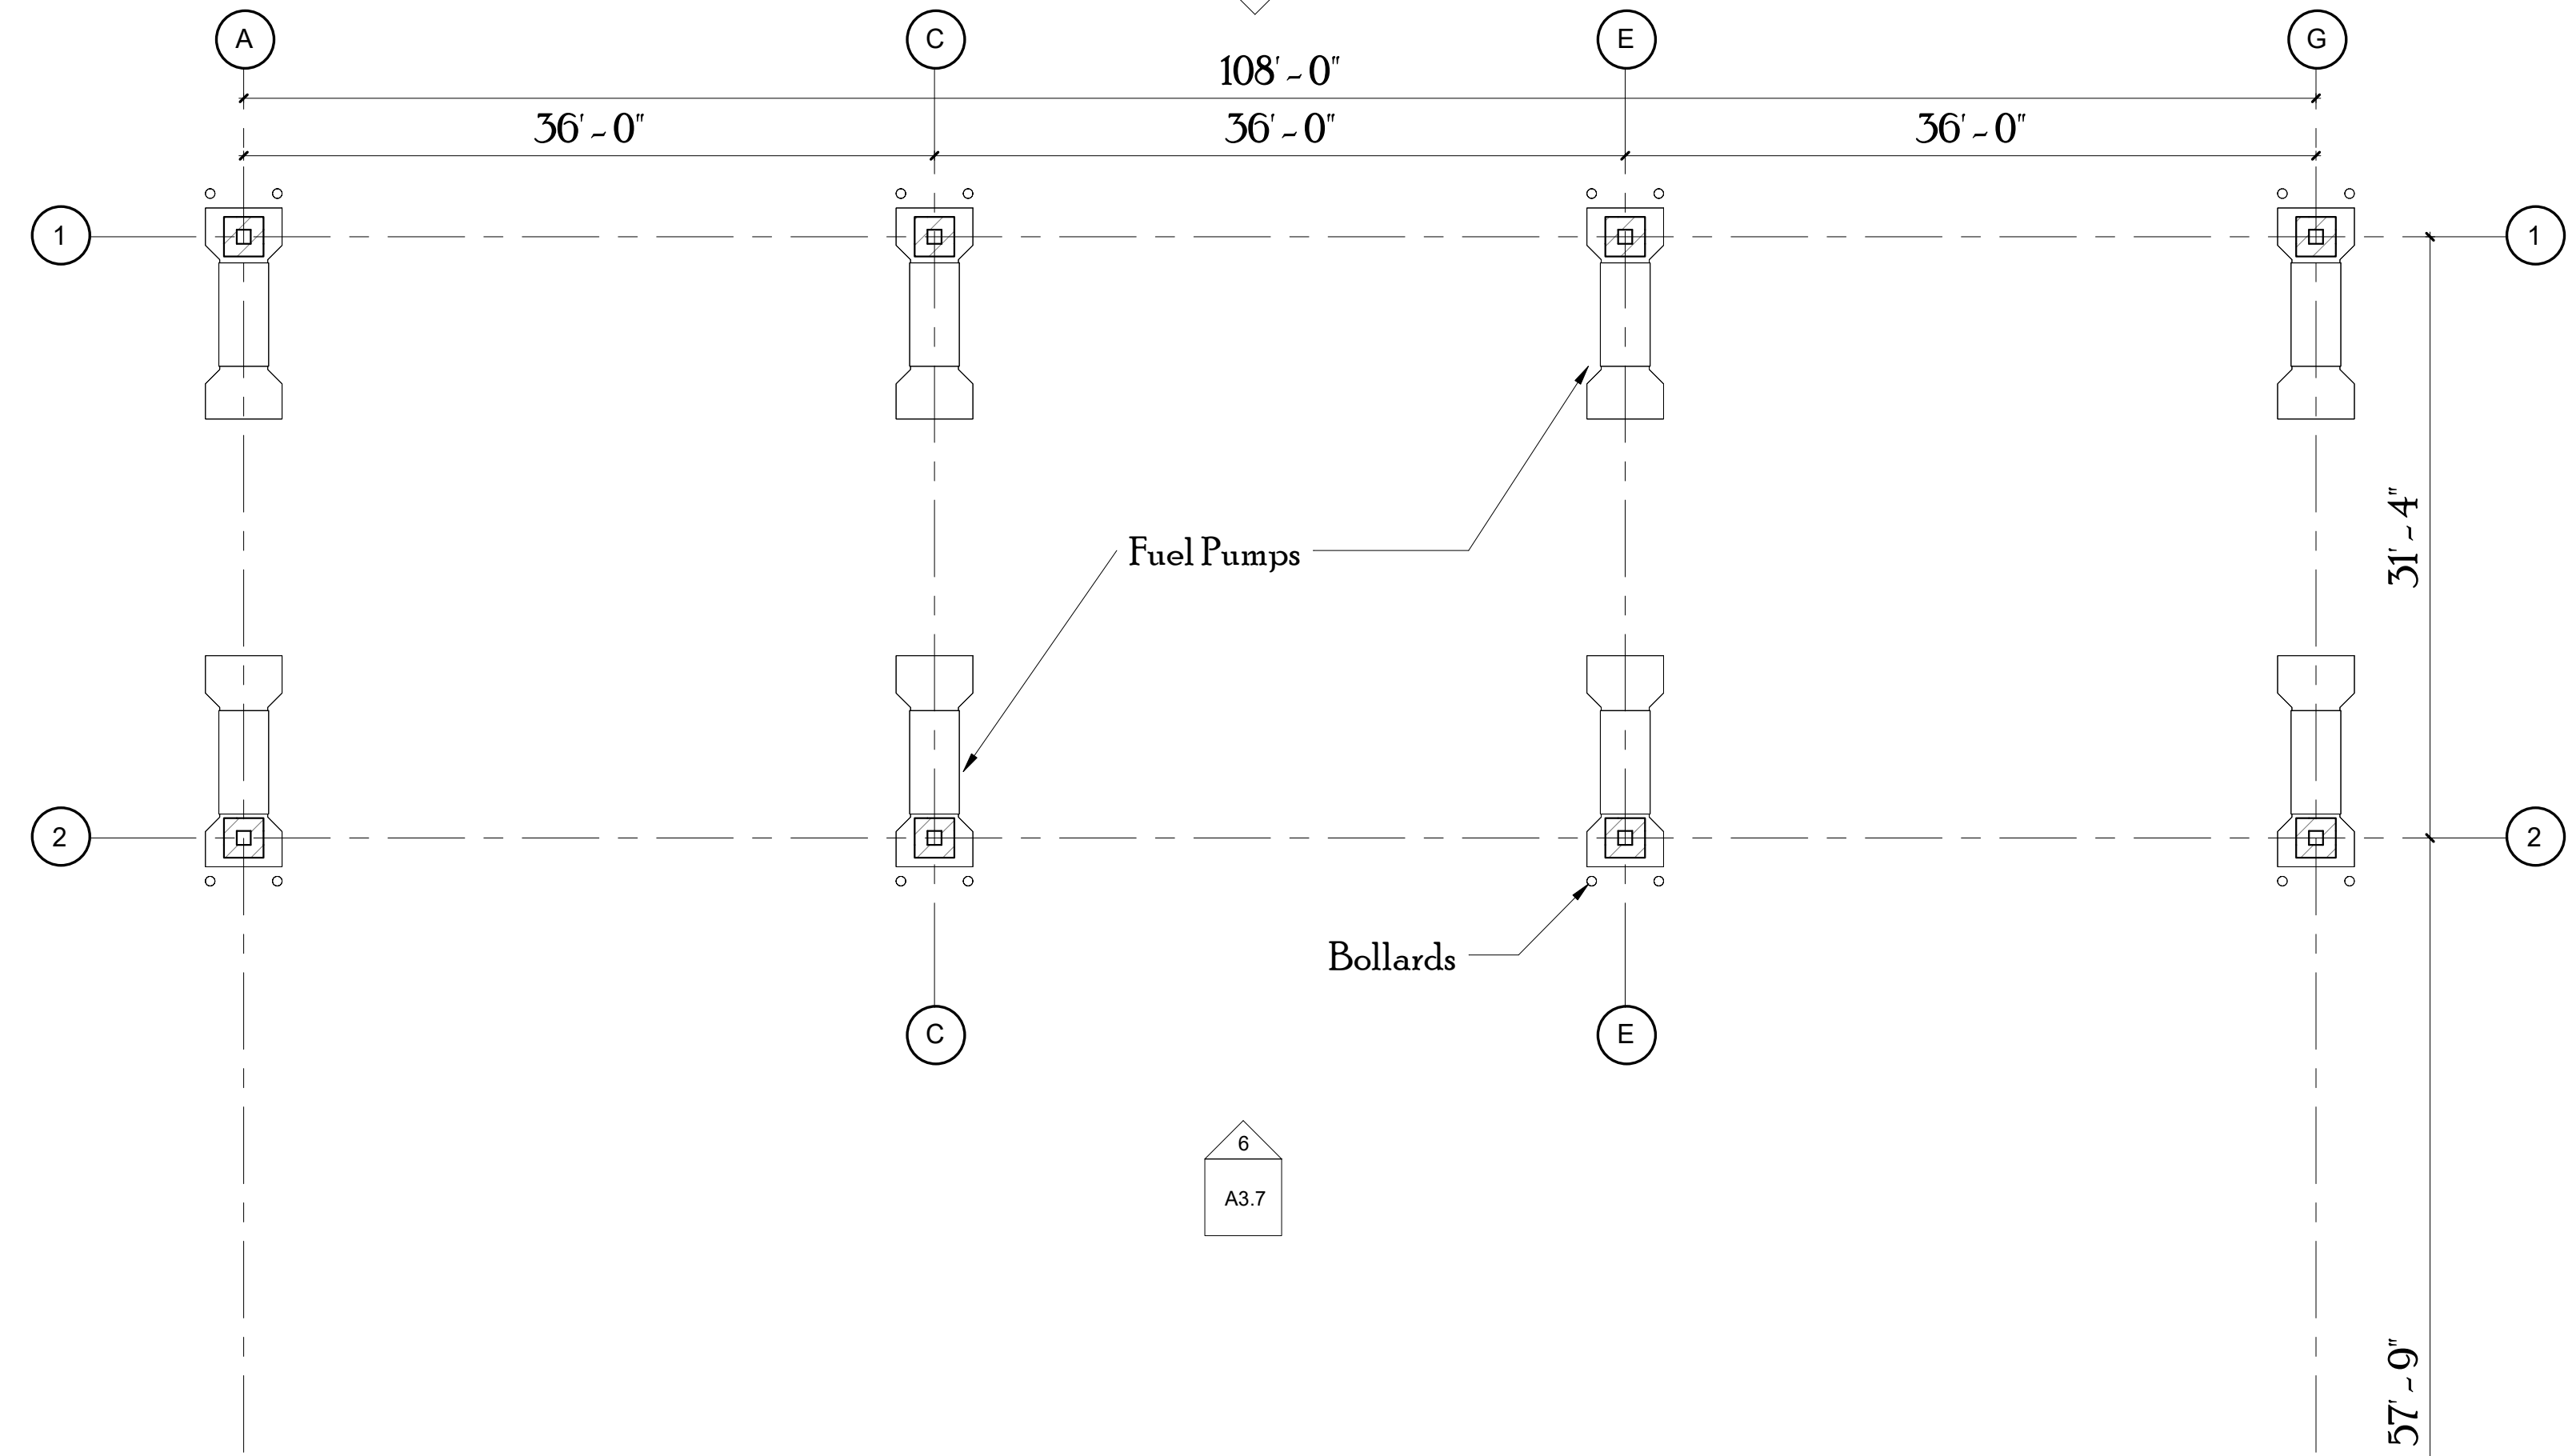 A C E G
108' - 0"
36' - 0" 36' - 0" 36' - 0"
1 1
31' - 4"
Fuel Pumps
2 2
Bollards
C E
6
A3.7
57' - 9"